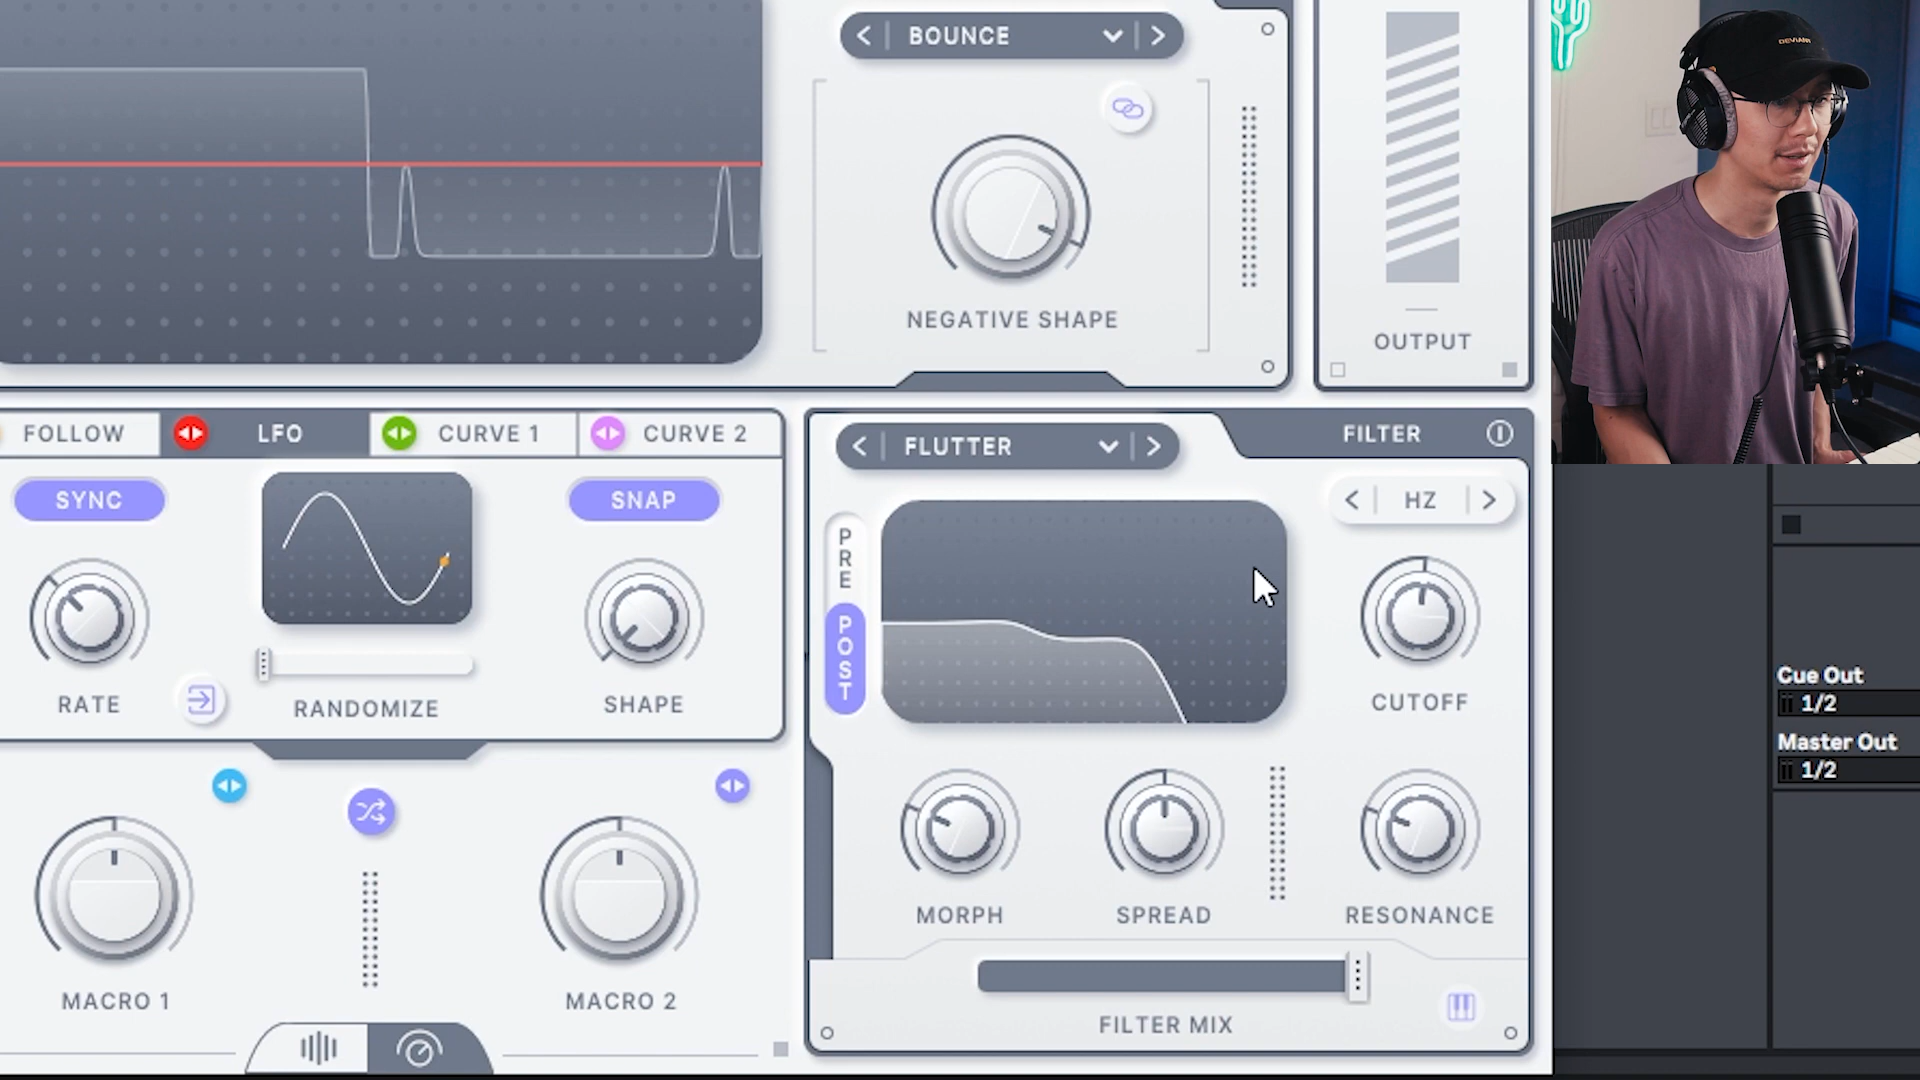 BOUNCE
NEGATIVE SHAPE
OUTPUT
DEVIANT
FOLLOW
LFO
CURVE 1
CURVE 2
SYNC
SNAP
RATE
RANDOMIZE
SHAPE
MACRO 1
MACRO 2
FLUTTER
FILTER
HZ
PRE
POST
CUTOFF
MORPH
SPREAD
RESONANCE
FILTER MIX
Cue Out
1/2
Master Out
1/2